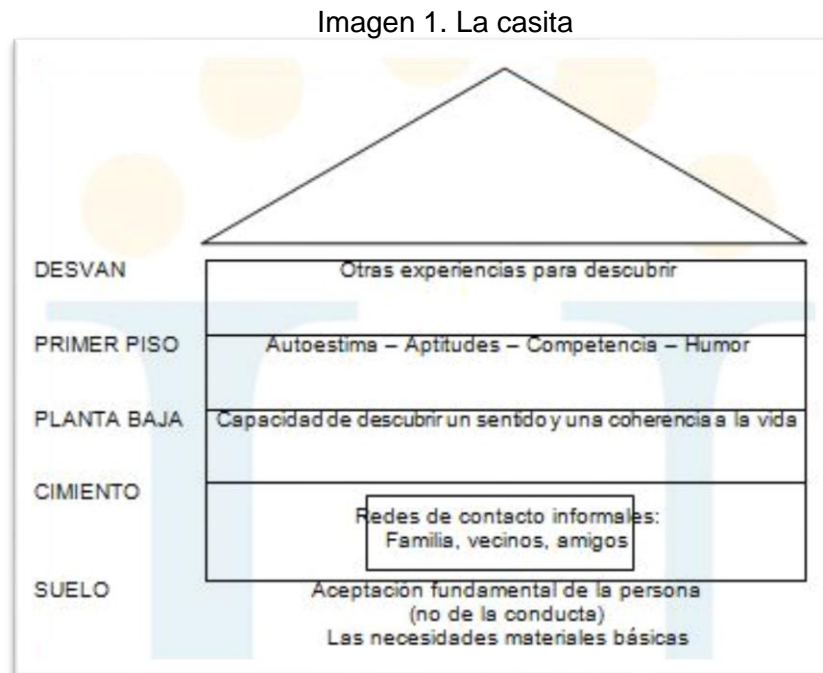 Imagen 1. La casita
DESVAN
Otras experiencias para descubrir
PRIMER PISO
Autoestima – Aptitudes – Competencia – Humor
PLANTA BAJA
Capacidad de descubrir un sentido y una coherencia a la vida
CIMIENTO
Redes de contacto informales:
Familia, vecinos, amigos
SUELO
Aceptación fundamental de la persona
(no de la conducta)
Las necesidades materiales básicas